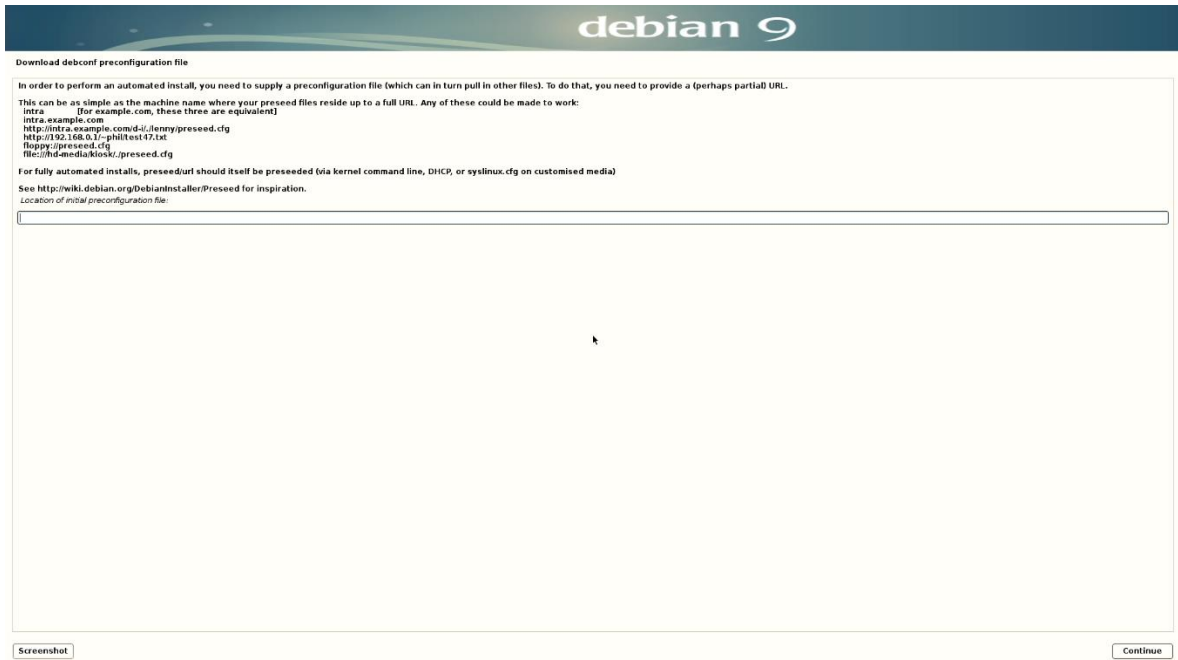 debian 9
Download debconf preconfiguration file
In order to perform an automated install, you need to supply a preconfiguration file (which can in turn pull in other files). To do that, you need to provide a (perhaps partial) URL.
This can be as simple as the machine name where your preseed files reside up to a full URL. Any of these could be made to work:
intra [for example.com, these three are equivalent]
intra.example.com
http://intra.example.com/d-i/./lenny/preseed.cfg
http://192.168.0.1/~phil/test47.txt
floppy://preseed.cfg
file:///hd-media/kiosk/./preseed.cfg
For fully automated installs, preseed/url should itself be preseeded (via kernel command line, DHCP, or syslinux.cfg on customised media)
See http://wiki.debian.org/DebianInstaller/Preseed for inspiration.
Location of initial preconfiguration file:
Screenshot
Continue